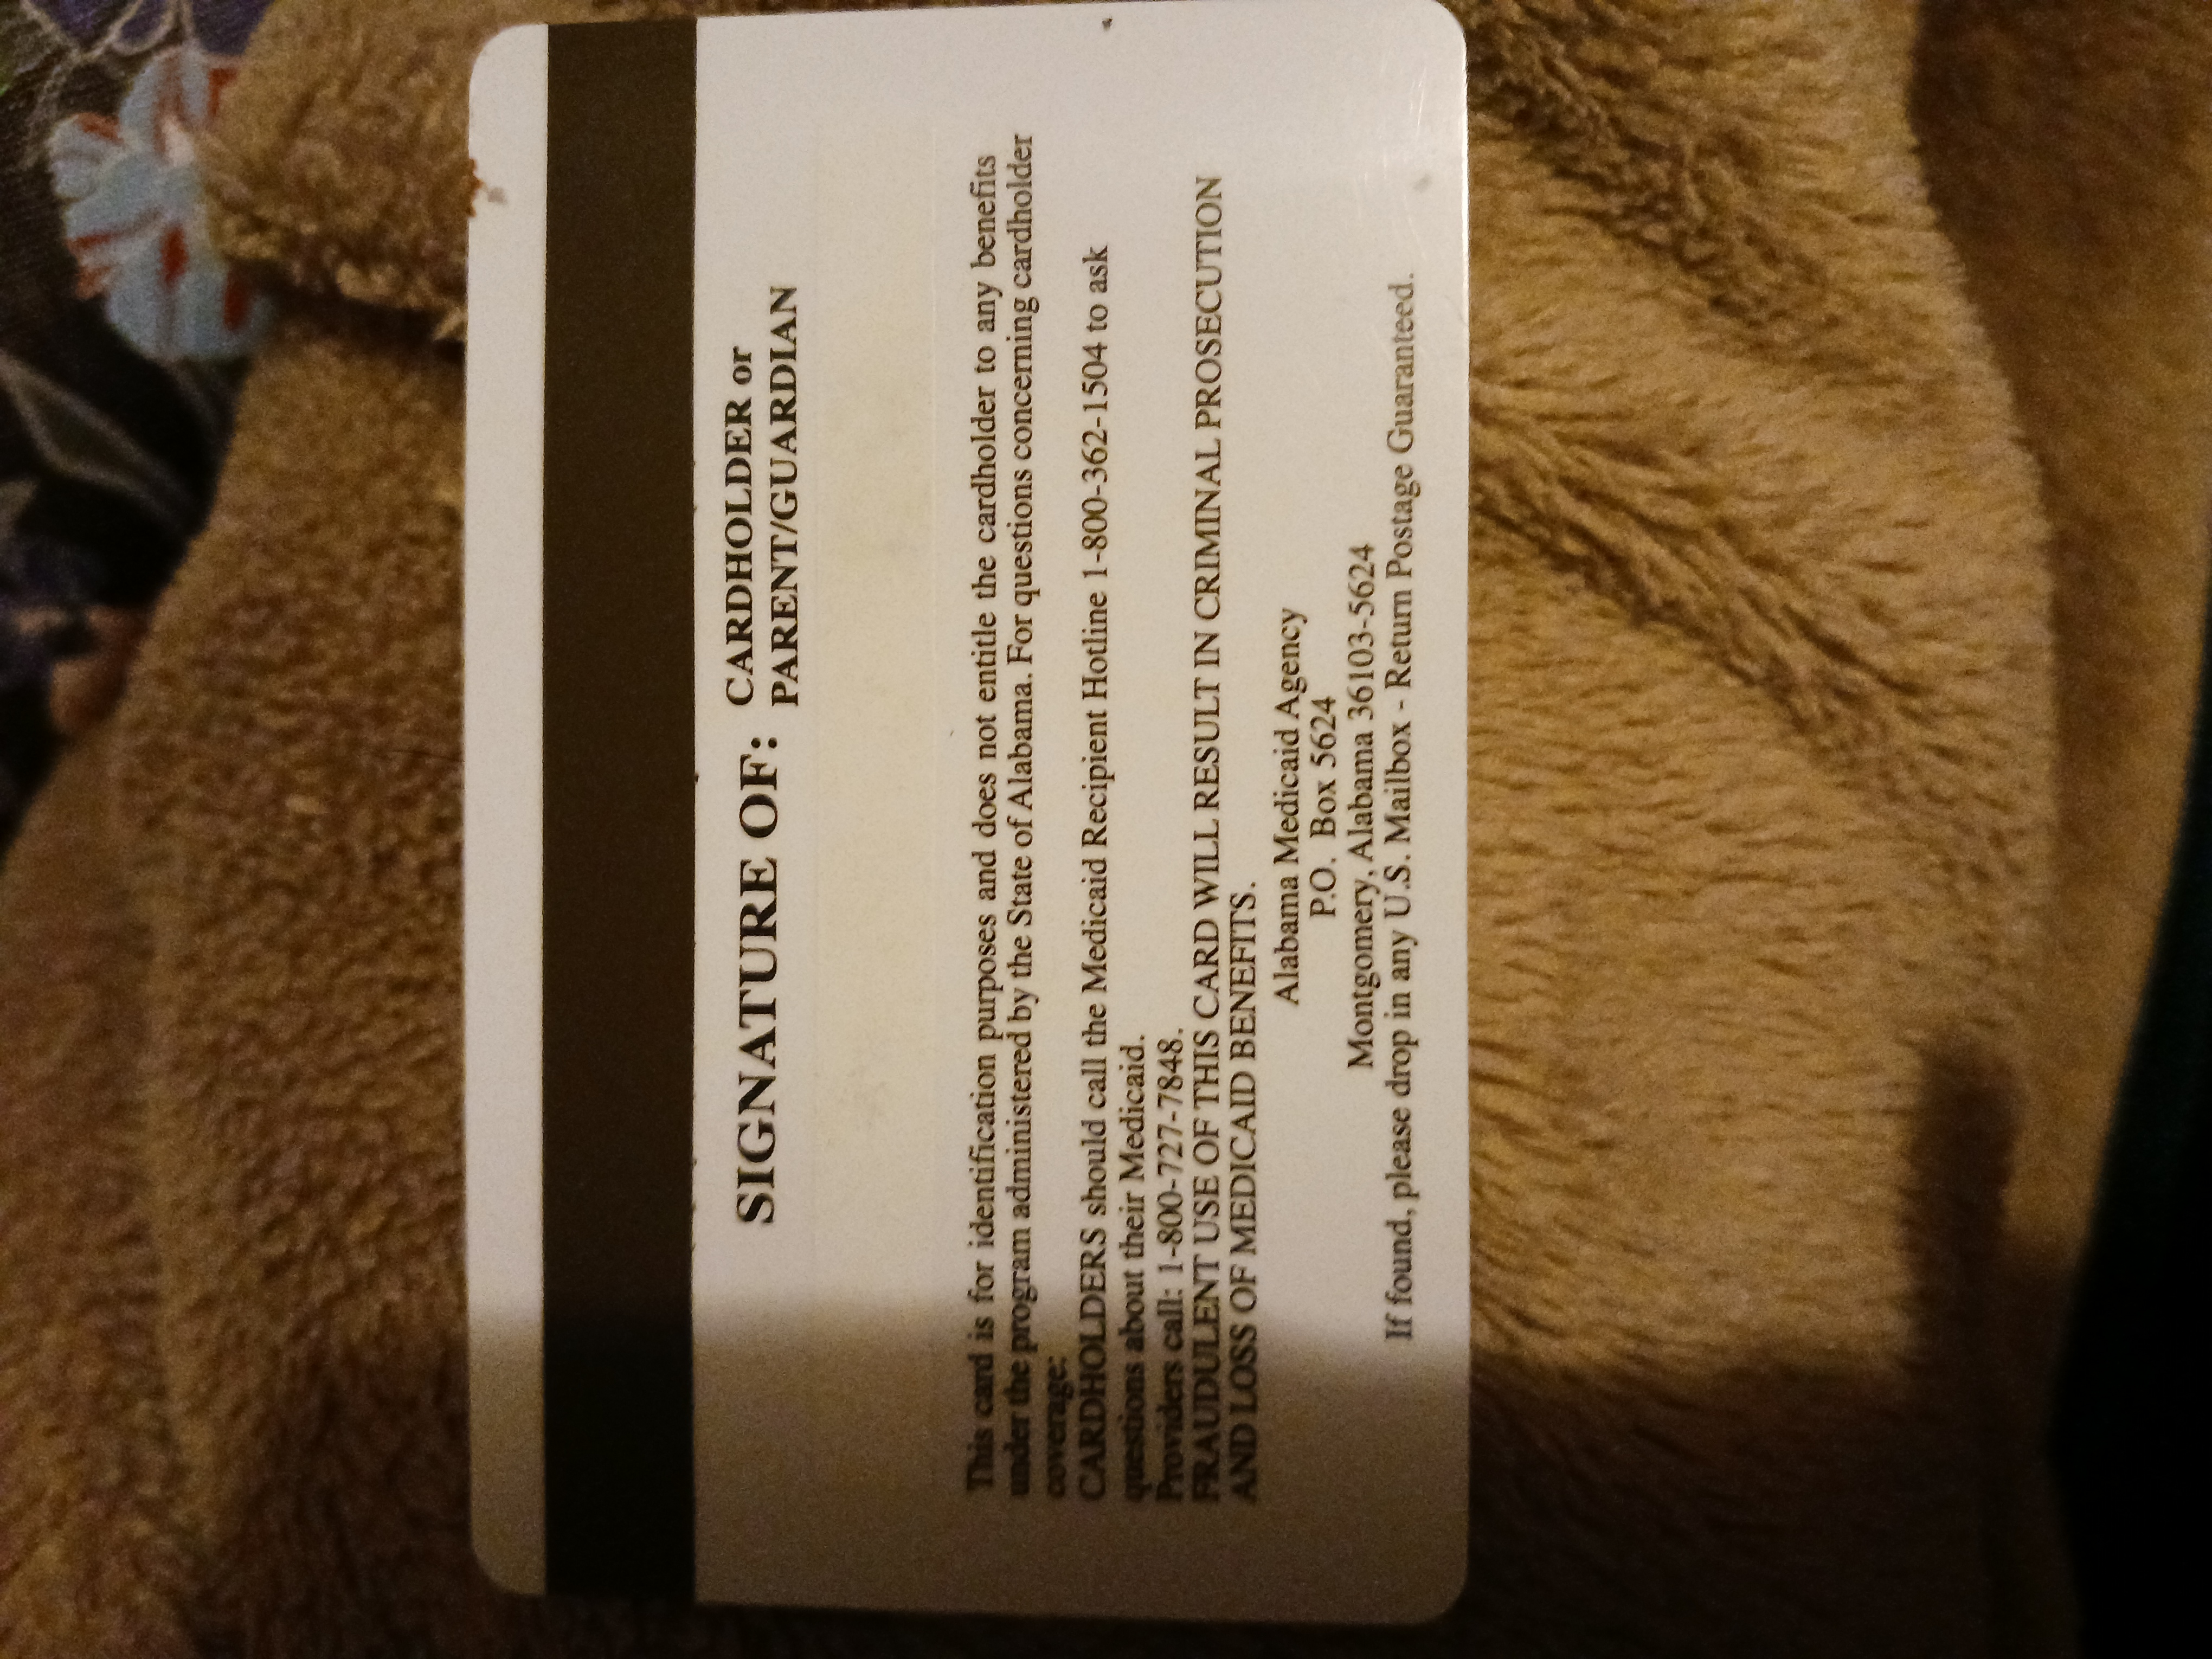 SIGNATURE OF: CARDHOLDER or
PARENT/GUARDIAN
This card is for identification purposes and does not entitle the cardholder to any benefits
under the program administered by the State of Alabama. For questions concerning cardholder
coverage:
CARDHOLDERS should call the Medicaid Recipient Hotline 1-800-362-1504 to ask
questions about their Medicaid.
Providers call: 1-800-727-7848.
FRAUDULENT USE OF THIS CARD WILL RESULT IN CRIMINAL PROSECUTION
AND LOSS OF MEDICAID BENEFITS.
Alabama Medicaid Agency
P.O. Box 5624
Montgomery, Alabama 36103-5624
If found, please drop in any U.S. Mailbox - Return Postage Guaranteed.